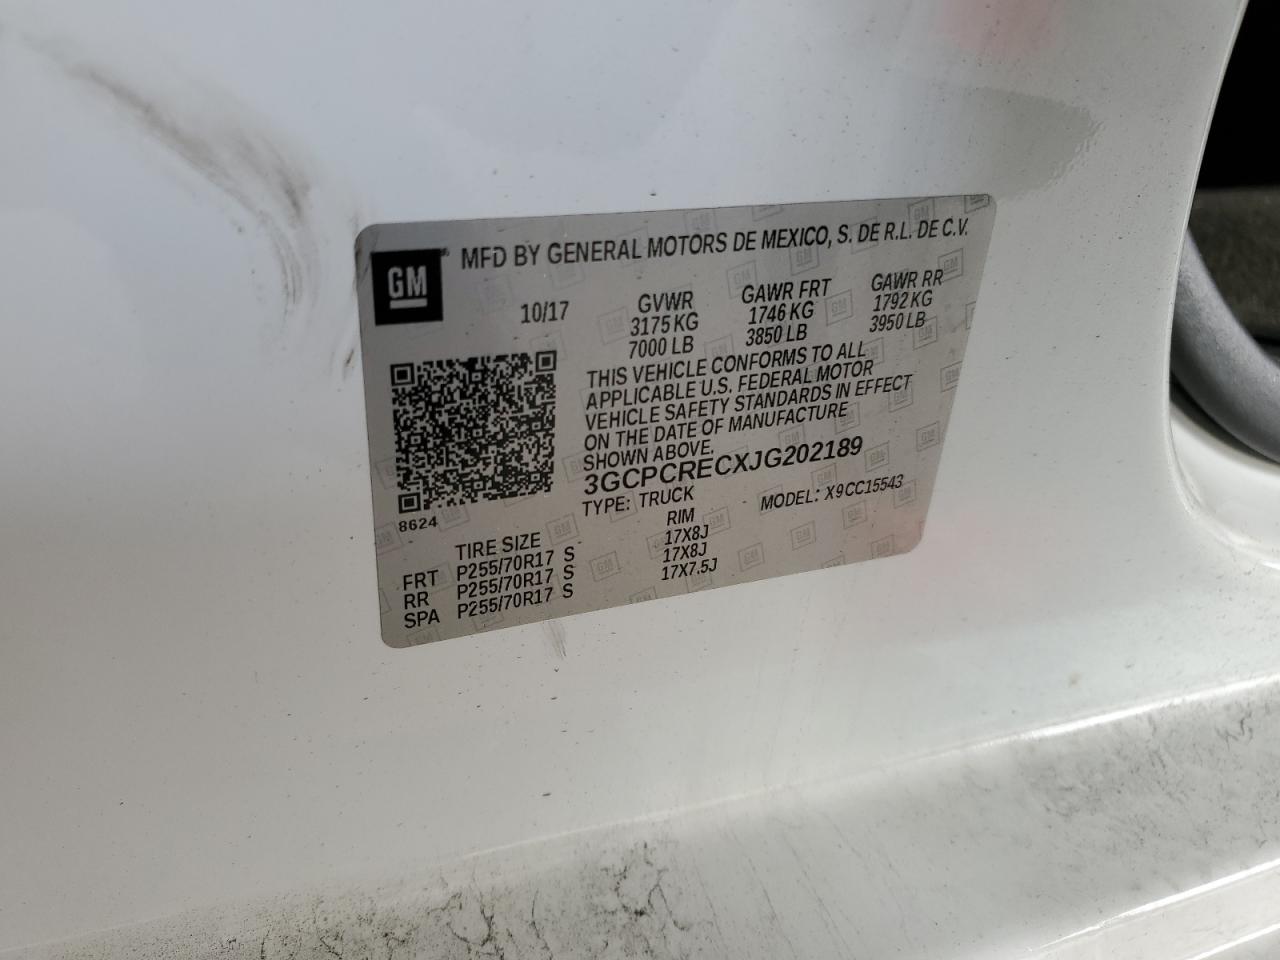 GM MFD BY GENERAL MOTORS DE MEXICO, S. DE R.L. DE C.V.
10/17 GVWR GAWR FRT GAWR RR
3175 KG 1746 KG 1792 KG
7000 LB 3850 LB 3950 LB
THIS VEHICLE CONFORMS TO ALL
APPLICABLE U.S. FEDERAL MOTOR
VEHICLE SAFETY STANDARDS IN EFFECT
ON THE DATE OF MANUFACTURE
SHOWN ABOVE.
3GCPCRECXJG202189
TYPE: TRUCK MODEL: X9CC15543
8624
TIRE SIZE RIM
FRT P255/70R17 S 17X8J
RR P255/70R17 S 17X8J
SPA P255/70R17 S 17X7.5J